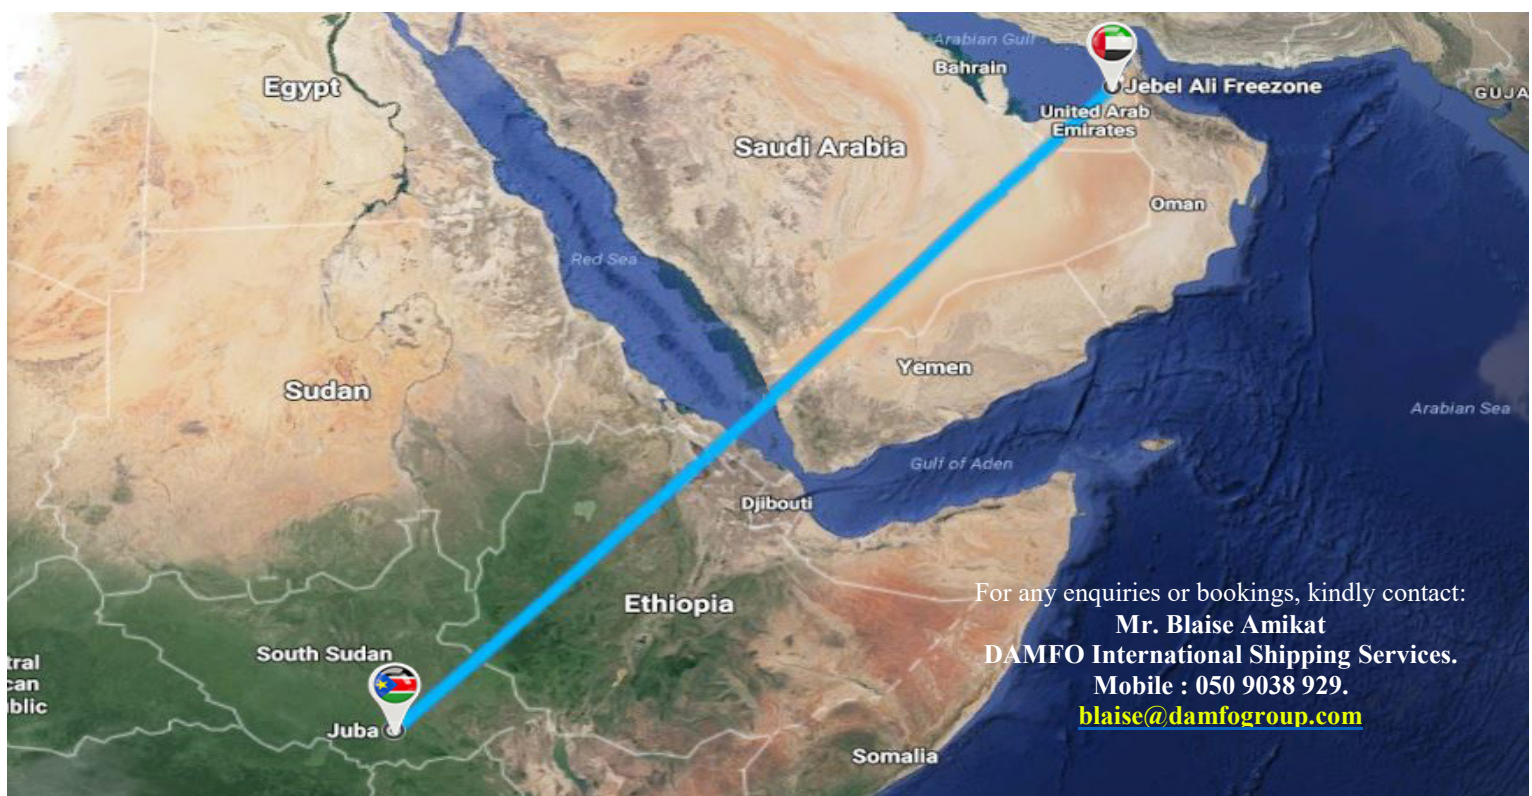 Arabian Gulf
Bahrain
Egypt
Jebel Ali Freezone
GUJA
United Arab
Emirates
Saudi Arabia
Oman
Red Sea
Yemen
Sudan
Arabian Sea
Gulf of Aden
Djibouti
Ethiopia
South Sudan
tral
can
blic
Juba
Somalia
For any enquiries or bookings, kindly contact:
Mr. Blaise Amikat
DAMFO International Shipping Services.
Mobile : 050 9038 929.
blaise@damfogroup.com